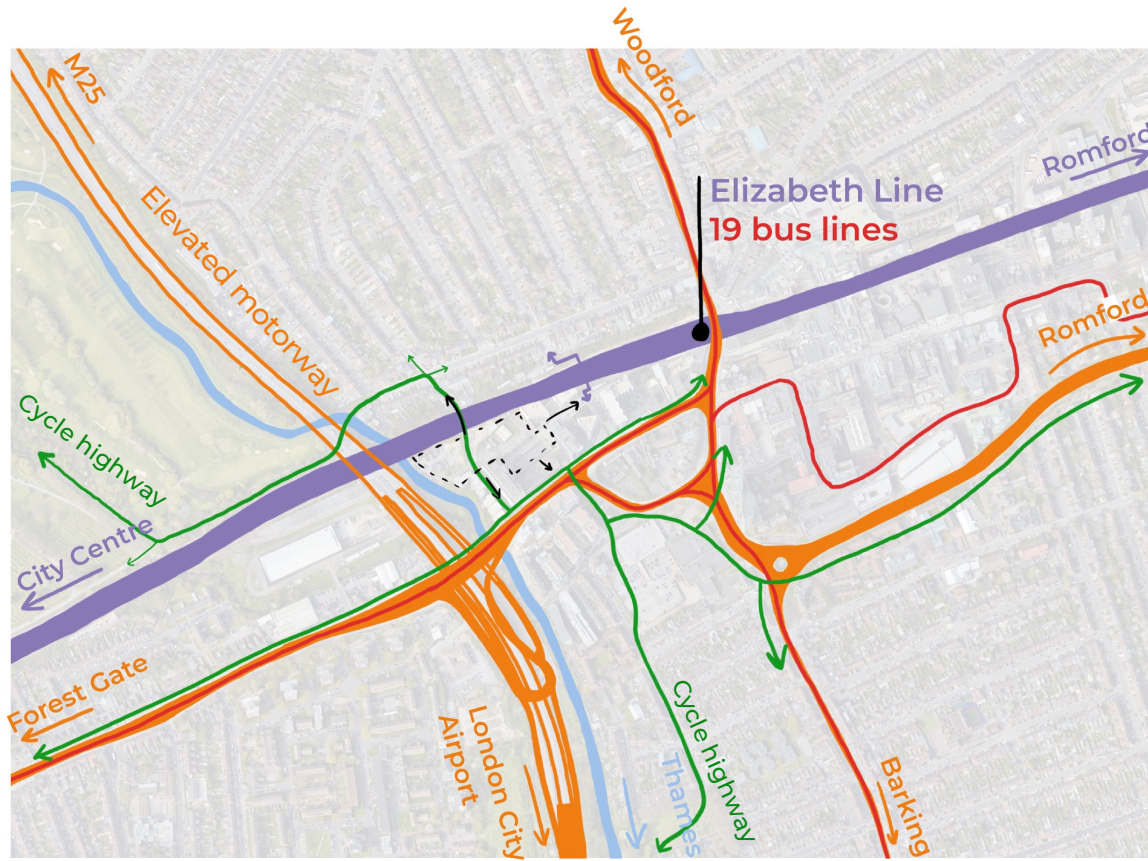 Woodford
M25
Romford
Elizabeth Line
19 bus lines
Elevated motorway
Romford
Cycle highway
City Centre
Forest Gate
London City
Airport
Cycle highway
Thames
Barking